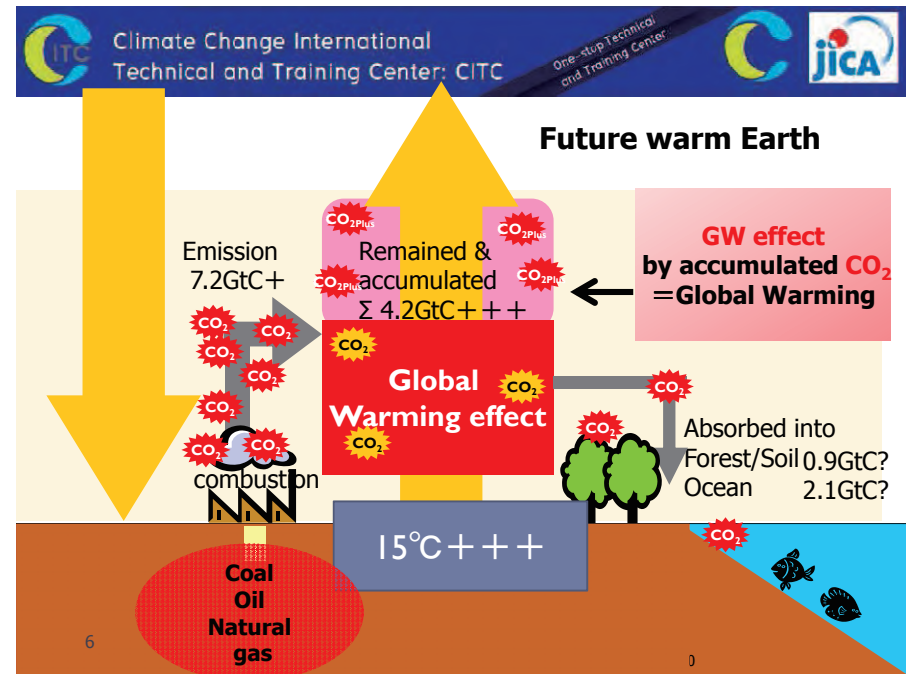 CITC
Climate Change International
Technical and Training Center: CITC
One-stop Technical
and Training Center
jICA
Future warm Earth
CO2Plus
CO2Plus
Emission
7.2GtC+
Remained &
accumulated
Σ 4.2GtC+++
CO2Plus
CO2Plus
GW effect
by accumulated CO2
=Global Warming
CO2
CO2
CO2
CO2
CO2
CO2
CO2
CO2
CO2
CO2
Global
Warming effect
CO2
CO2
Absorbed into
Forest/Soil 0.9GtC?
Ocean 2.1GtC?
combustion
15℃+++
CO2
Coal
Oil
Natural
gas
6